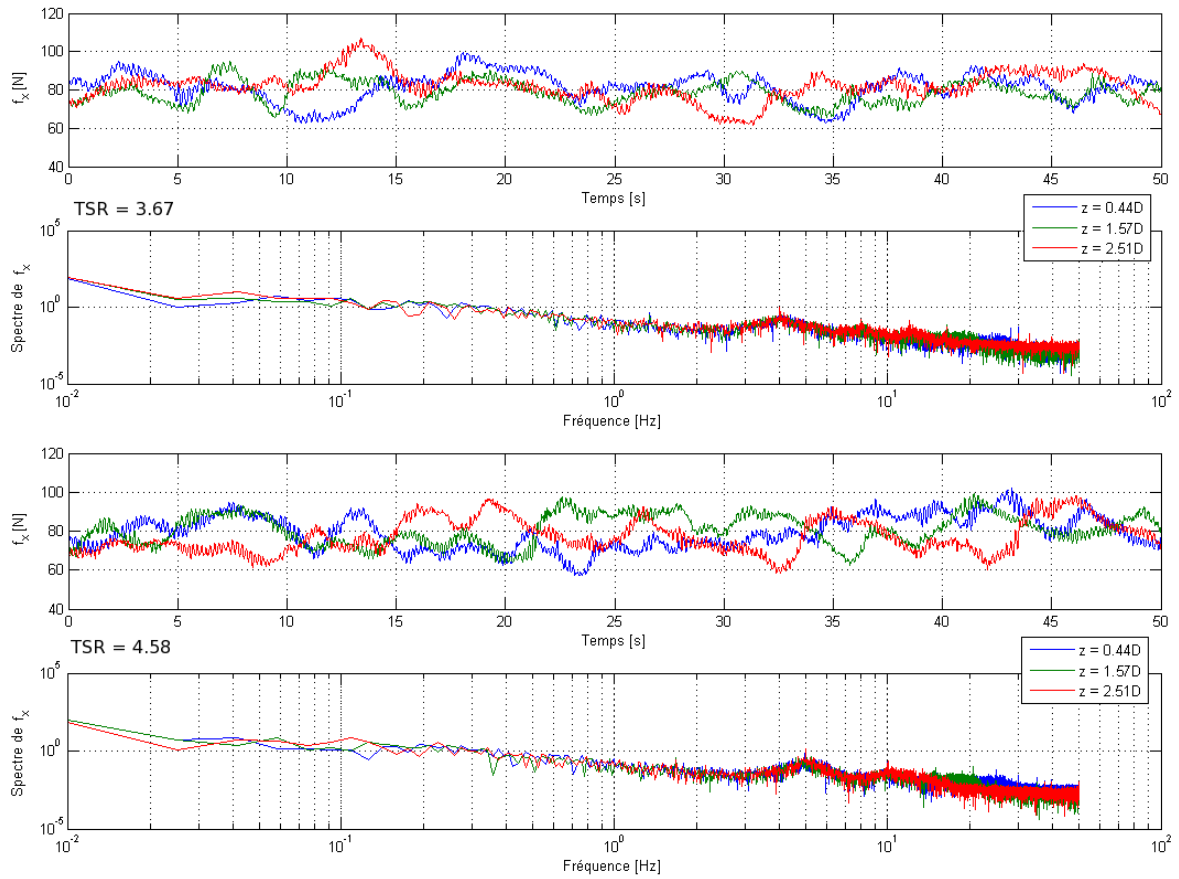 120
100
80
60
40
f_x [N]
0 5 10 15 20 25 30 35 40 45 50
Temps [s]
TSR = 3.67
z = 0.44D
z = 1.57D
z = 2.51D
10^5
10^0
10^-5
Spectre de f_x
10^-2 10^-1 10^0 10^1 10^2
Fréquence [Hz]
120
100
80
60
40
f_x [N]
0 5 10 15 20 25 30 35 40 45 50
Temps [s]
TSR = 4.58
z = 0.44D
z = 1.57D
z = 2.51D
10^5
10^0
10^-5
Spectre de f_x
10^-2 10^-1 10^0 10^1 10^2
Fréquence [Hz]